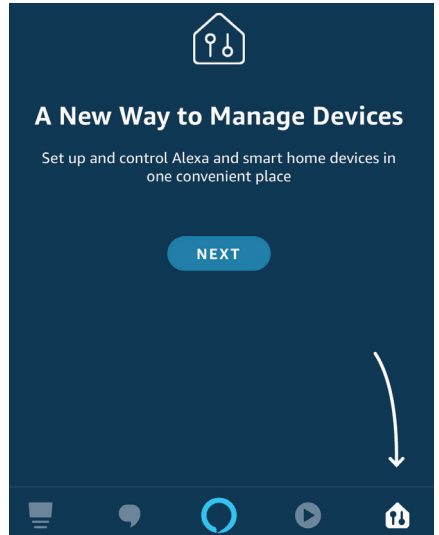 A New Way to Manage Devices
Set up and control Alexa and smart home devices in
one convenient place
NEXT